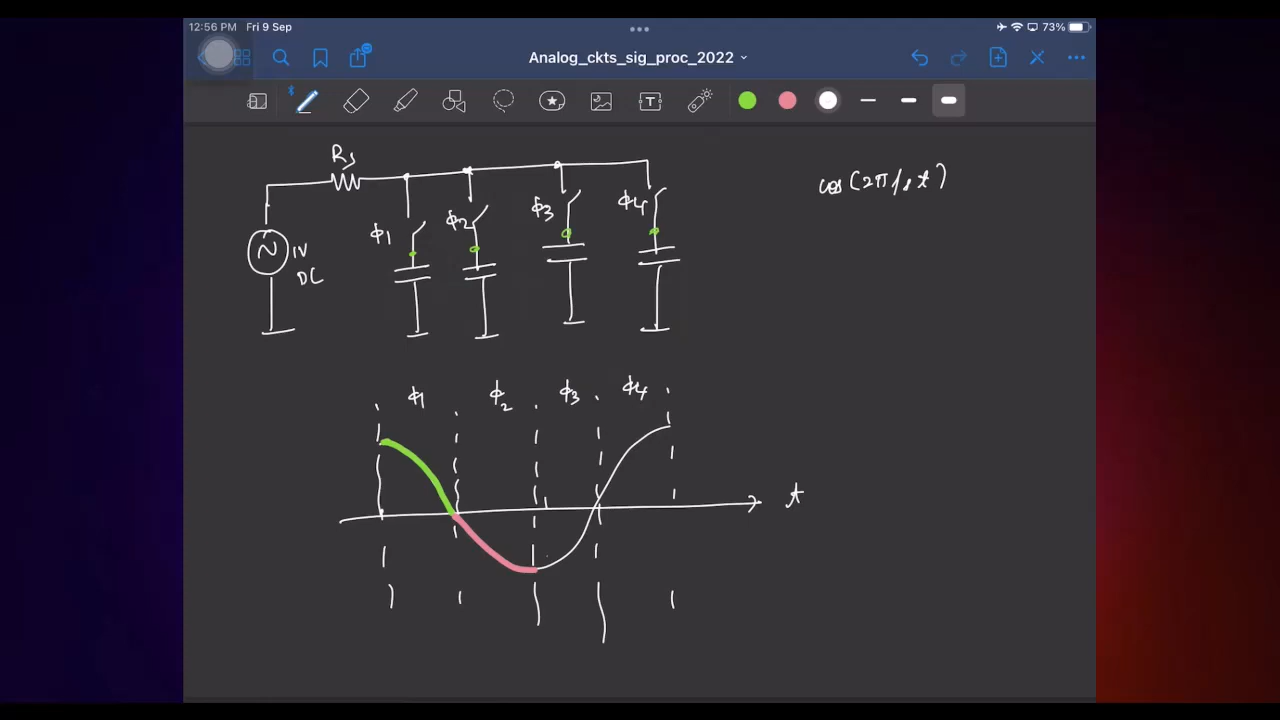 12:56 PM Fri 9 Sep
73%
Analog_ckts_sig_proc_2022
T
Rs
cos(2πfst)
ϕ1 ϕ2 ϕ3 ϕ4
1V
DC
ϕ1 ϕ2 ϕ3 ϕ4
t